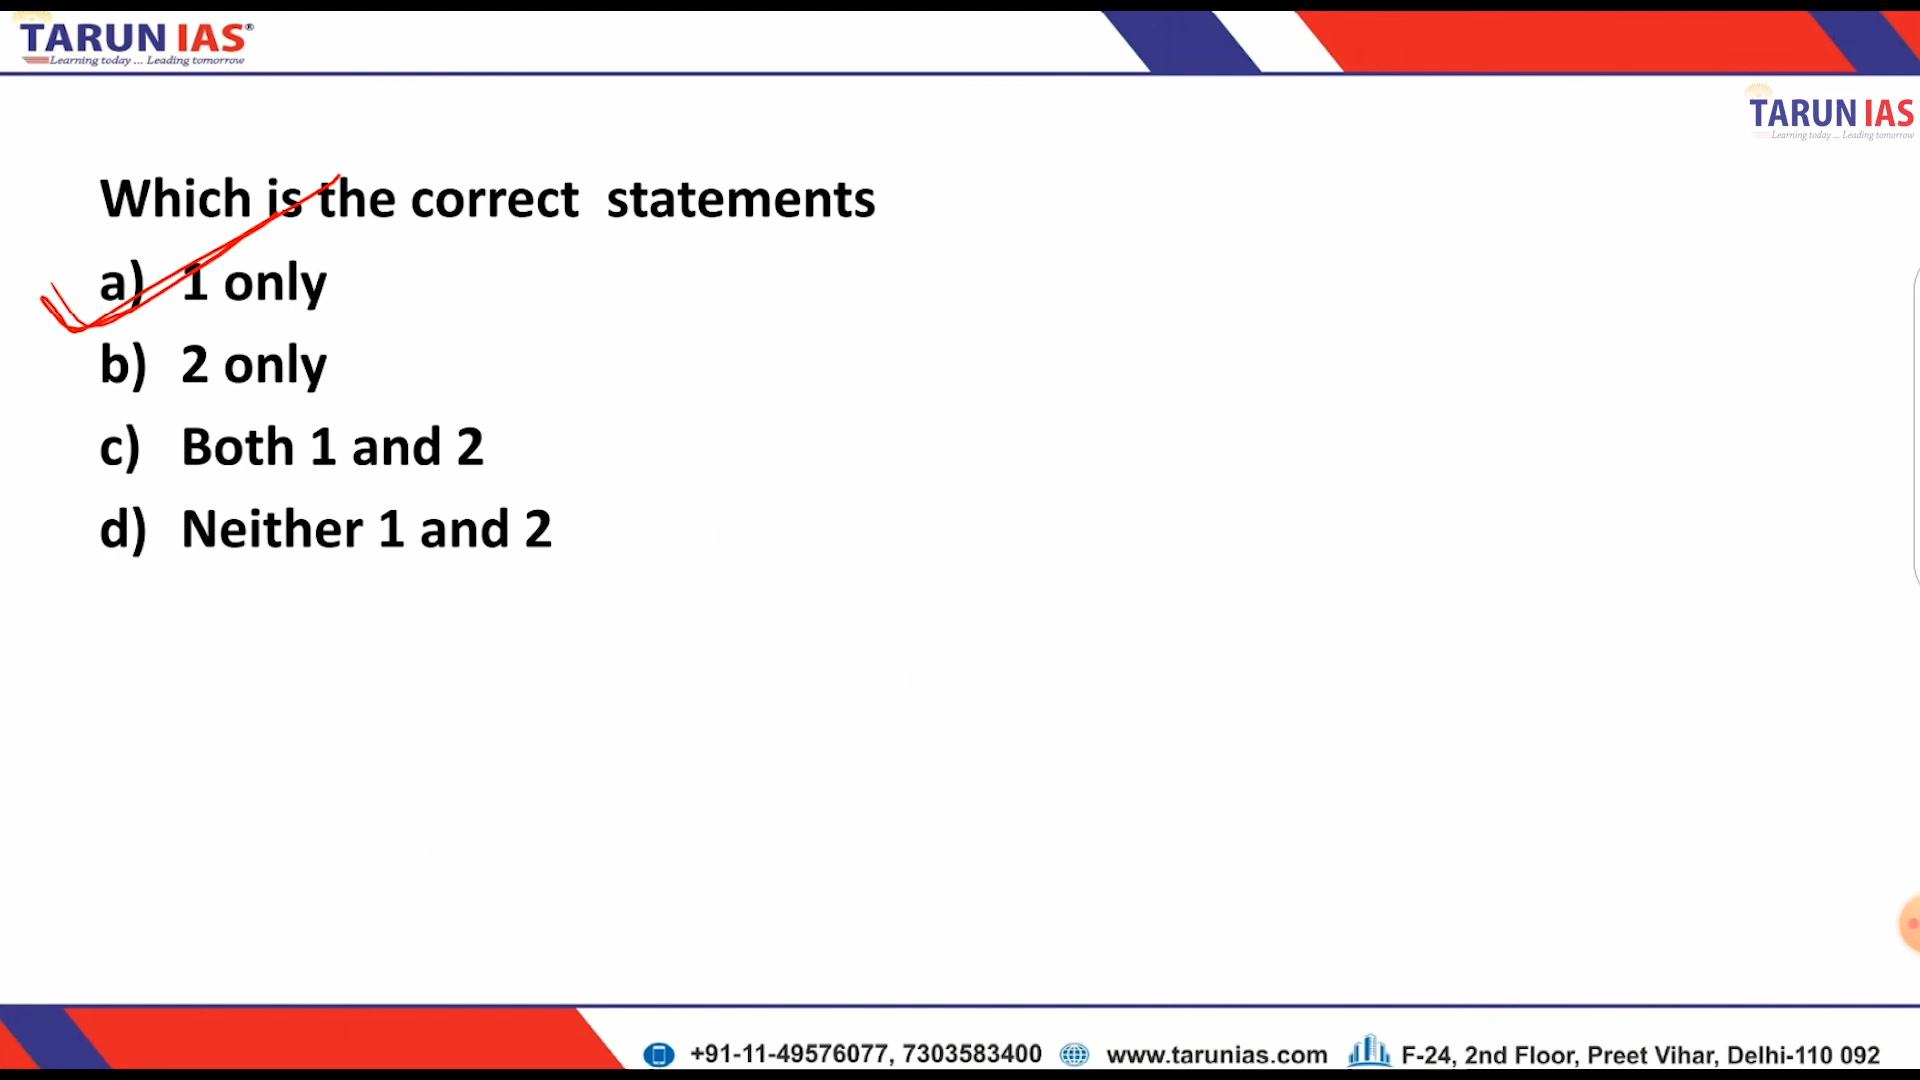 TARUN IAS®
Learning today ... Leading tomorrow
TARUN IAS
Learning today ... Leading tomorrow
Which is the correct statements
a) 1 only
b) 2 only
c) Both 1 and 2
d) Neither 1 and 2
+91-11-49576077, 7303583400 www.tarunias.com F-24, 2nd Floor, Preet Vihar, Delhi-110 092